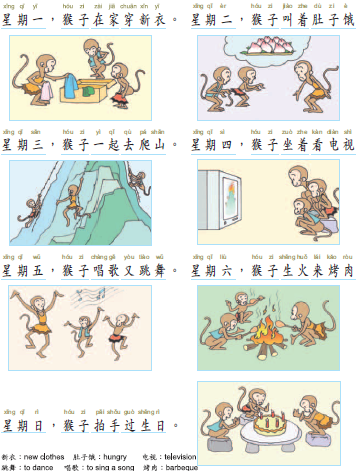 xīng qī yī hóu zi zài jiā chuān xīn yī
星期一，猴子在家穿新衣。
xīng qī èr hóu zi jiào zhe dù zi è
星期二，猴子叫着肚子饿
xīng qī sān hóu zi yì qǐ qù pá shān
星期三，猴子一起去爬山
xīng qī sì hóu zi zuò zhe kàn diàn shì
星期四，猴子坐着看电视
xīng qī wǔ hóu zi chàng gē yòu tiào wǔ
星期五，猴子唱歌又跳舞。
xīng qī liù hóu zi shēng huǒ lái kǎo ròu
星期六，猴子生火来烤肉
xīng qī rì hóu zi pāi shǒu guò shēng rì
星期日，猴子拍手过生日。
新衣：new clothes 肚子饿：hungry 电视：television
跳舞：to dance 唱歌：to sing a song 烤肉：barbeque